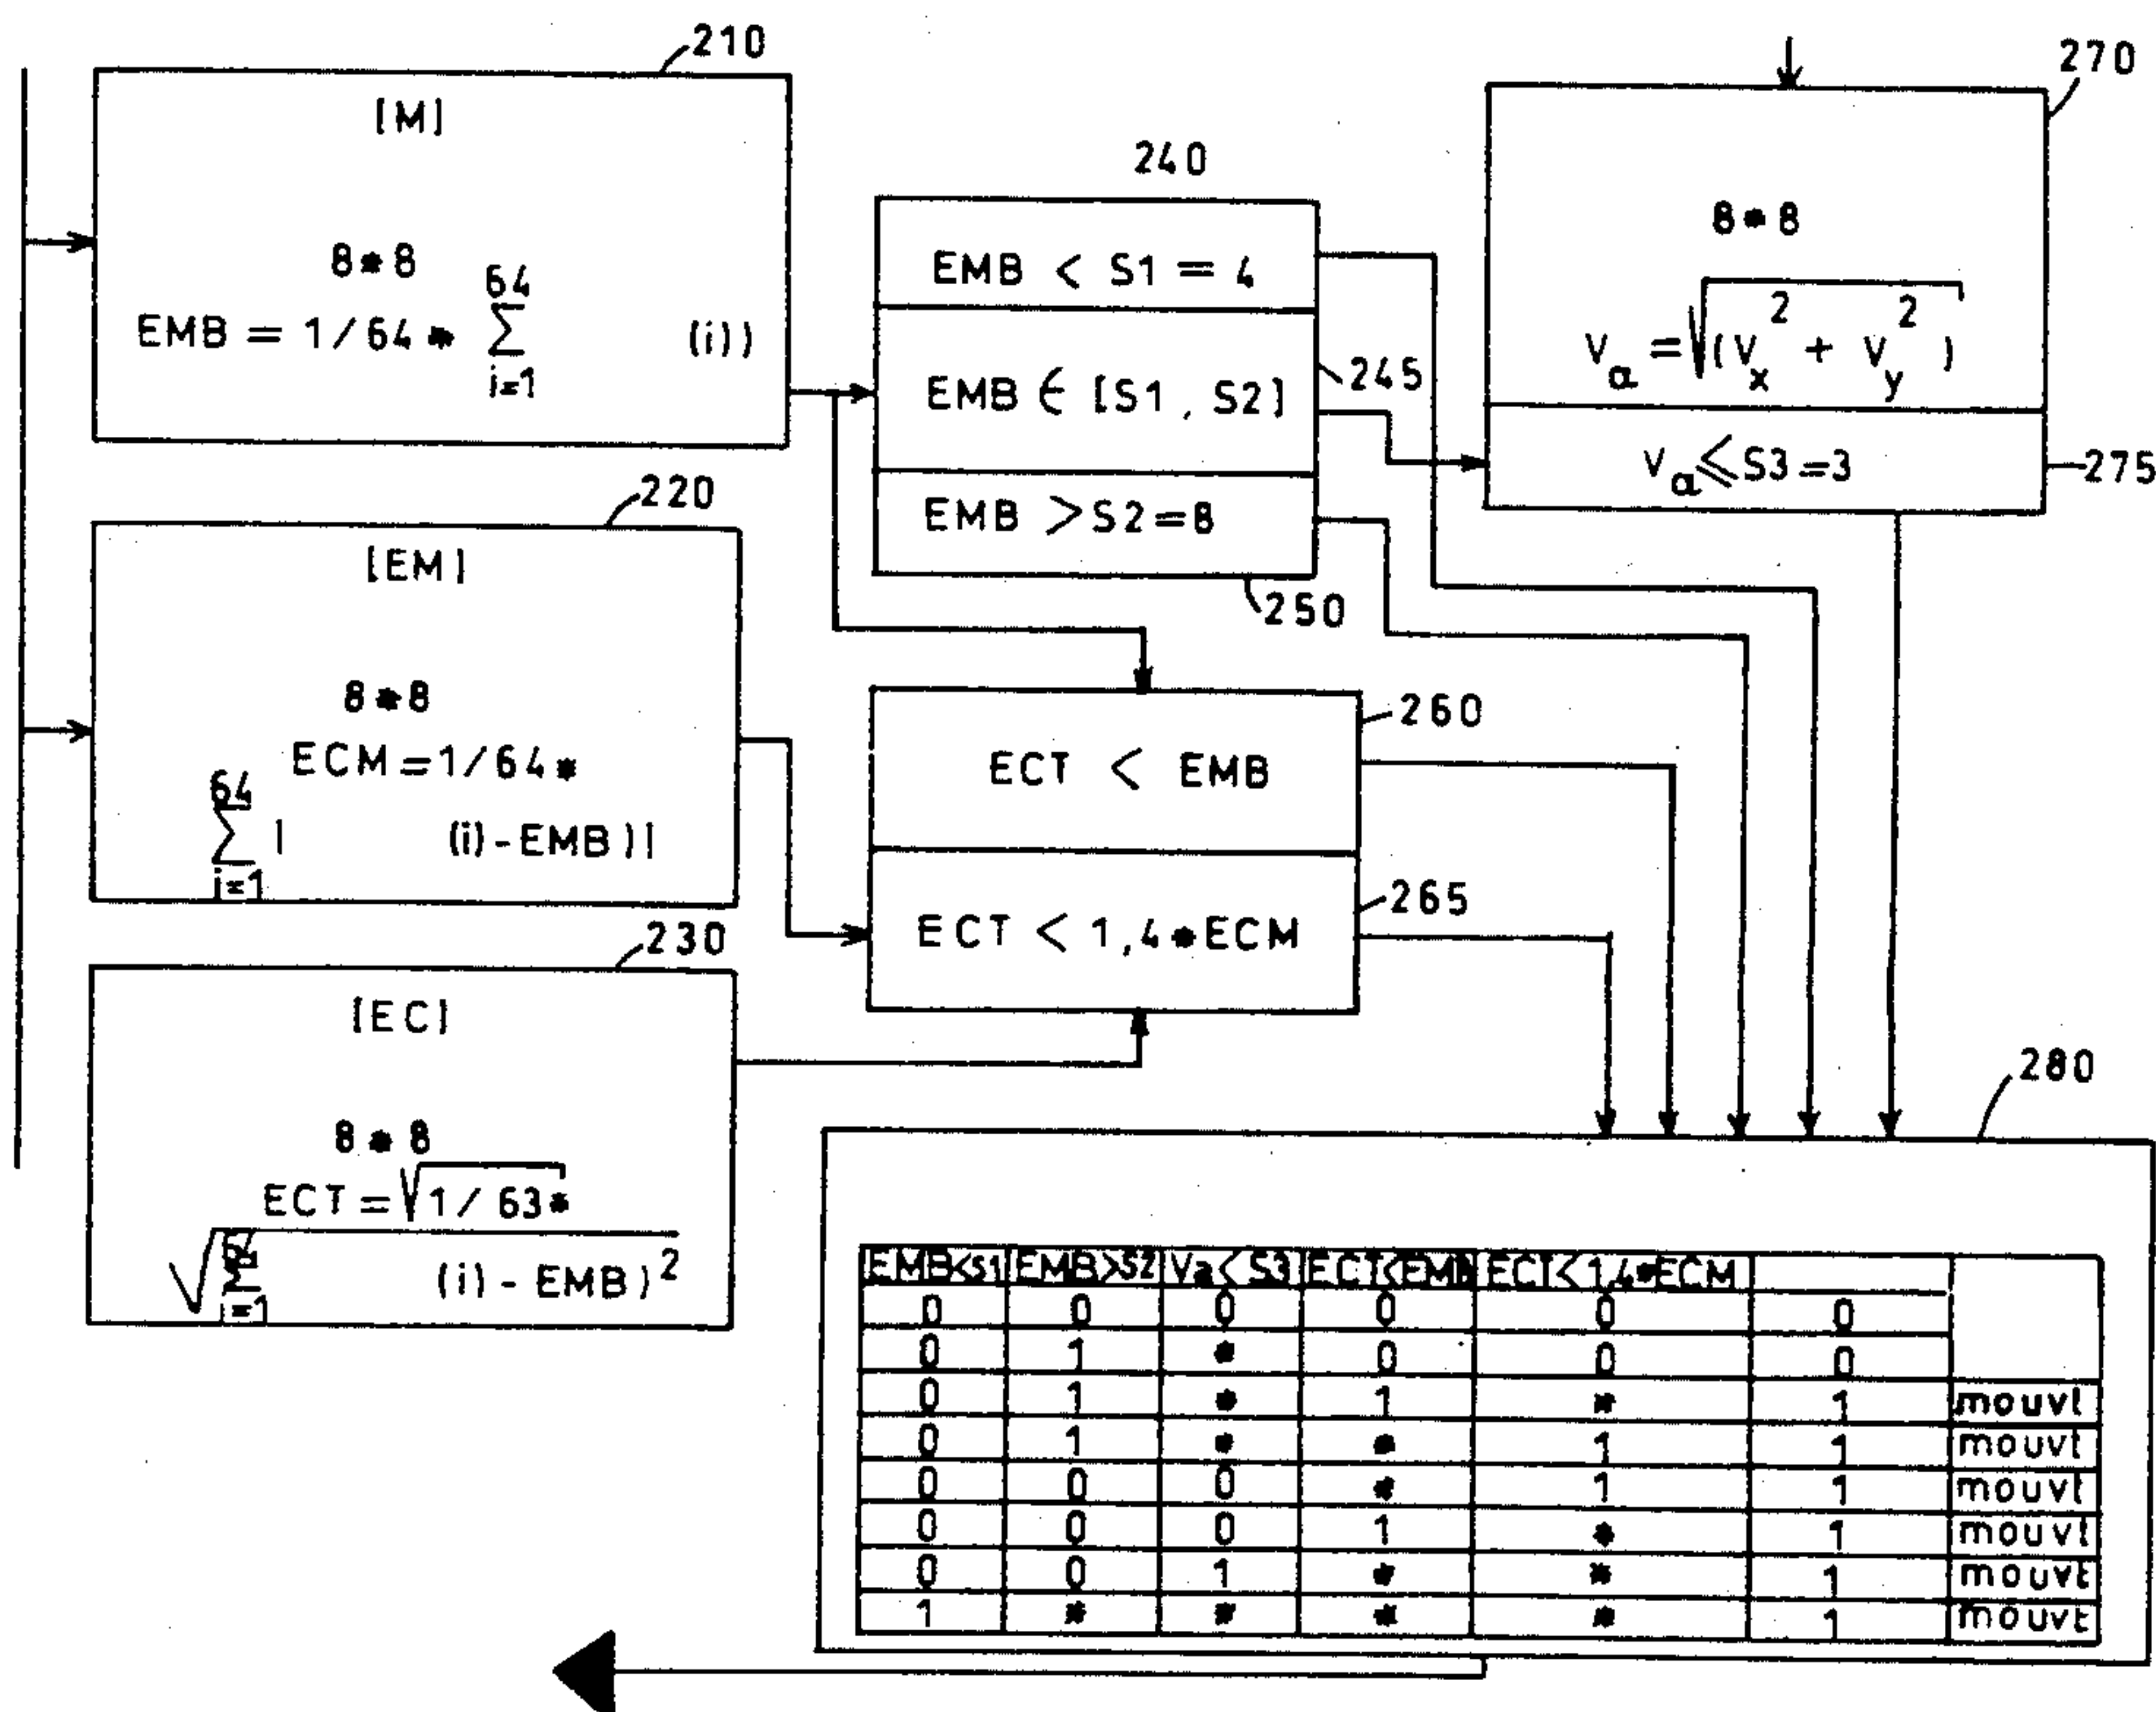 210
[M]
8*8
64
EMB = 1/64 * Σ (i))
i=1
220
[EM]
8*8
ECM = 1/64 *
64
Σ | (i) - EMB)|
i=1
230
[EC]
8*8
ECT = √1/63*
√Σ (i) - EMB)²
i=1
240
EMB < S1 = 4
EMB ∈ [S1, S2]
245
EMB > S2 = 8
250
260
ECT < EMB
265
ECT < 1,4*ECM
270
8*8
Va = √(Vx² + Vy²)
Va ⩽ S3 = 3
275
280
EMB<S1 EMB>S2 Va<S3 ECT<EMB ECT<1,4*ECM
0 0 0 0 0 0
0 1 * 0 0 0
0 1 * 1 * 1 mouvt
0 1 * * 1 1 mouvt
0 0 0 * 1 1 mouvt
0 0 0 1 * 1 mouvt
0 0 1 * * 1 mouvt
1 * * * * 1 mouvt